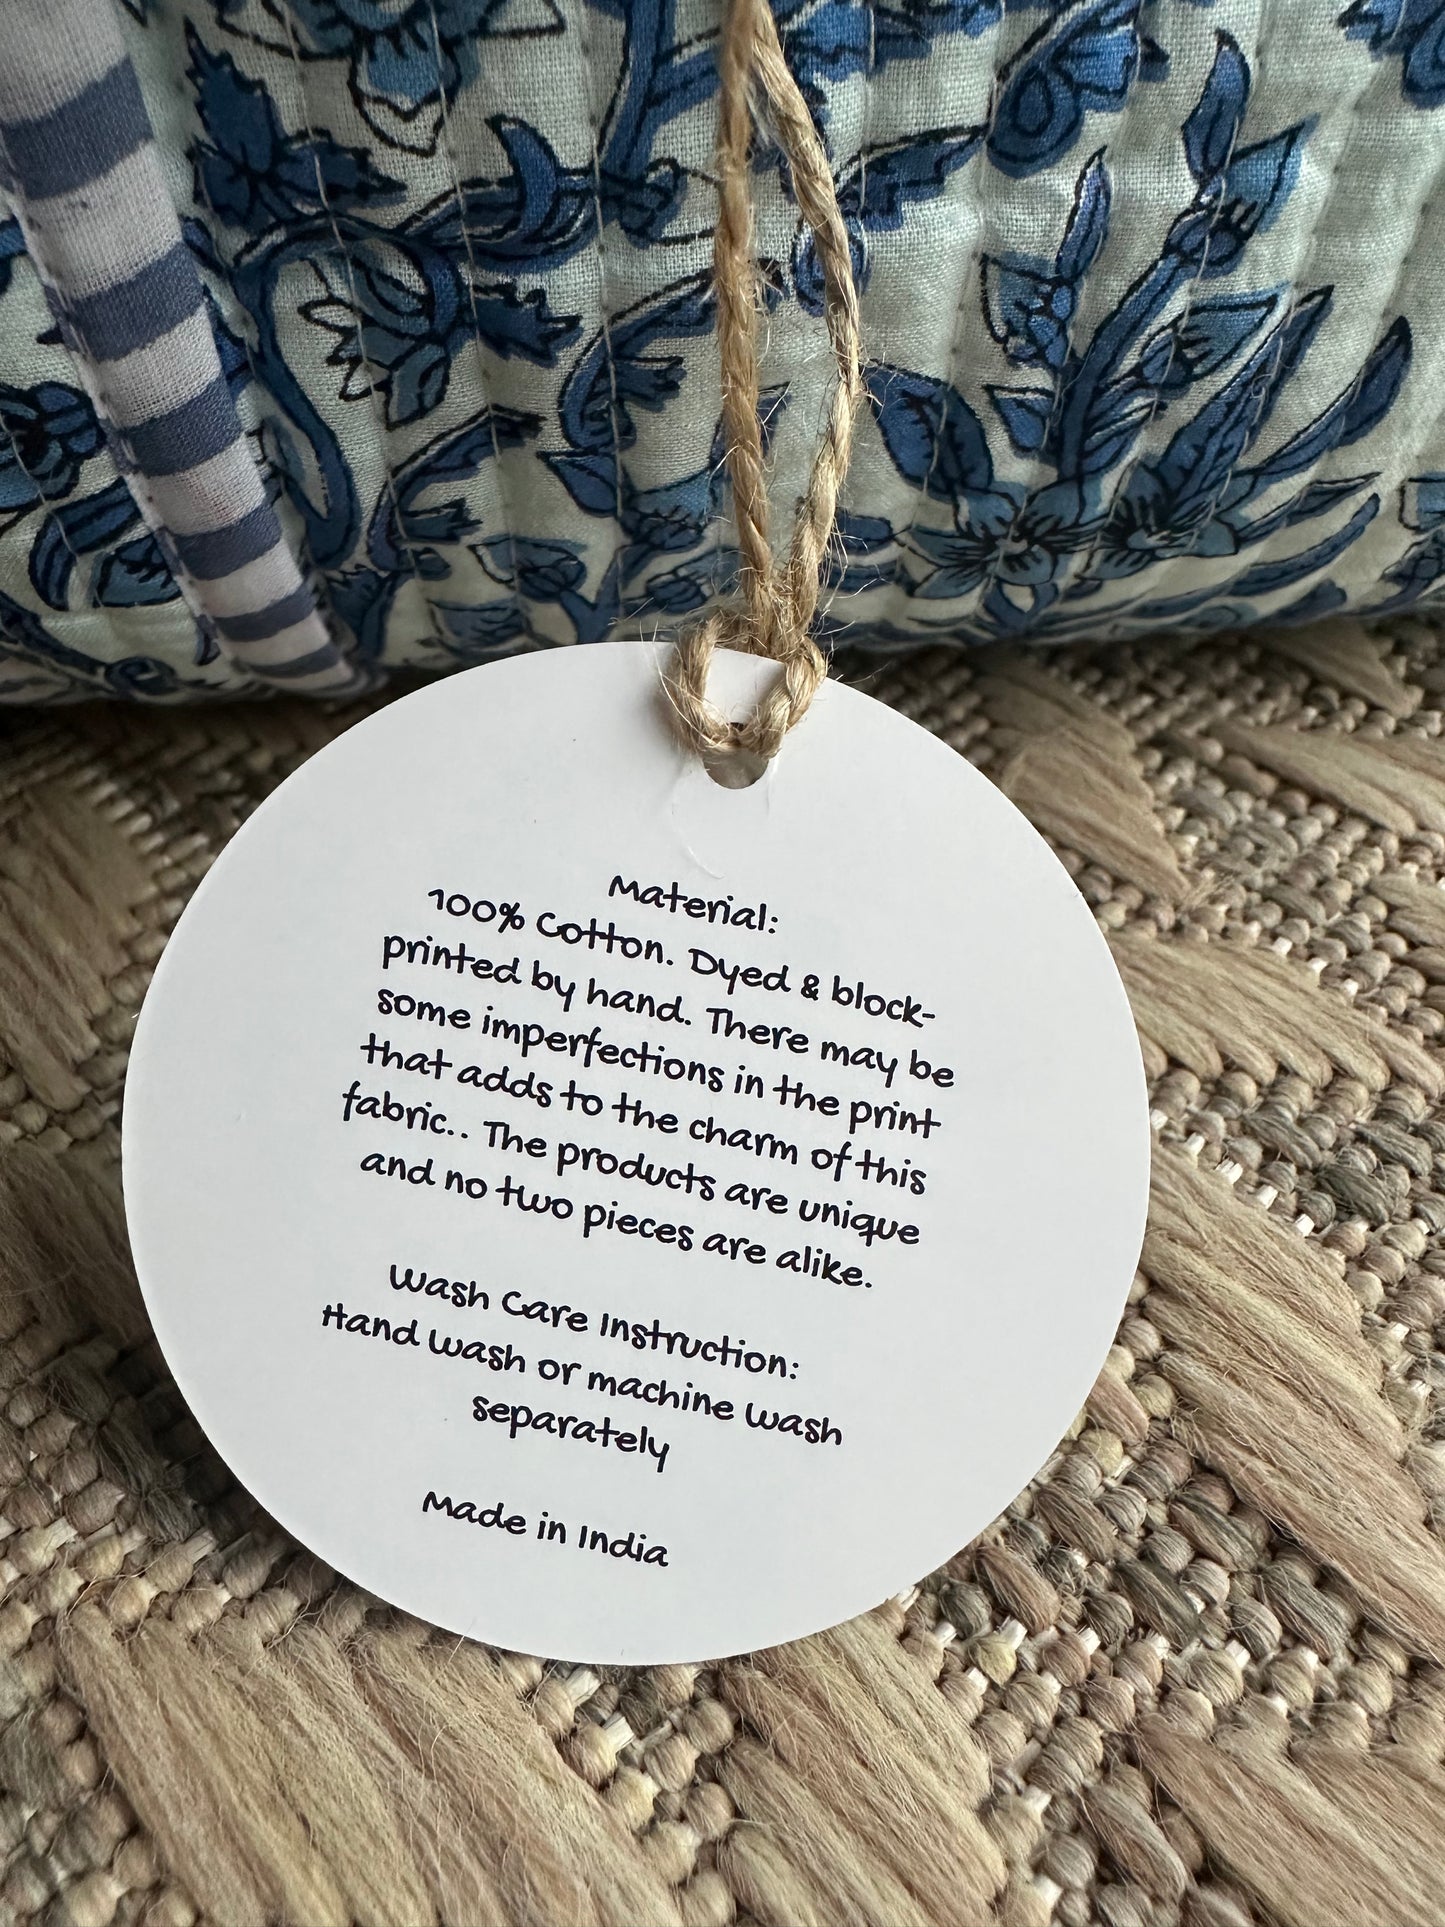 Material:
100% Cotton. Dyed & block-
printed by hand. There may be
some imperfections in the print
that adds to the charm of this
fabric.. The products are unique
and no two pieces are alike.
Wash Care Instruction:
Hand wash or machine wash
separately
Made in India